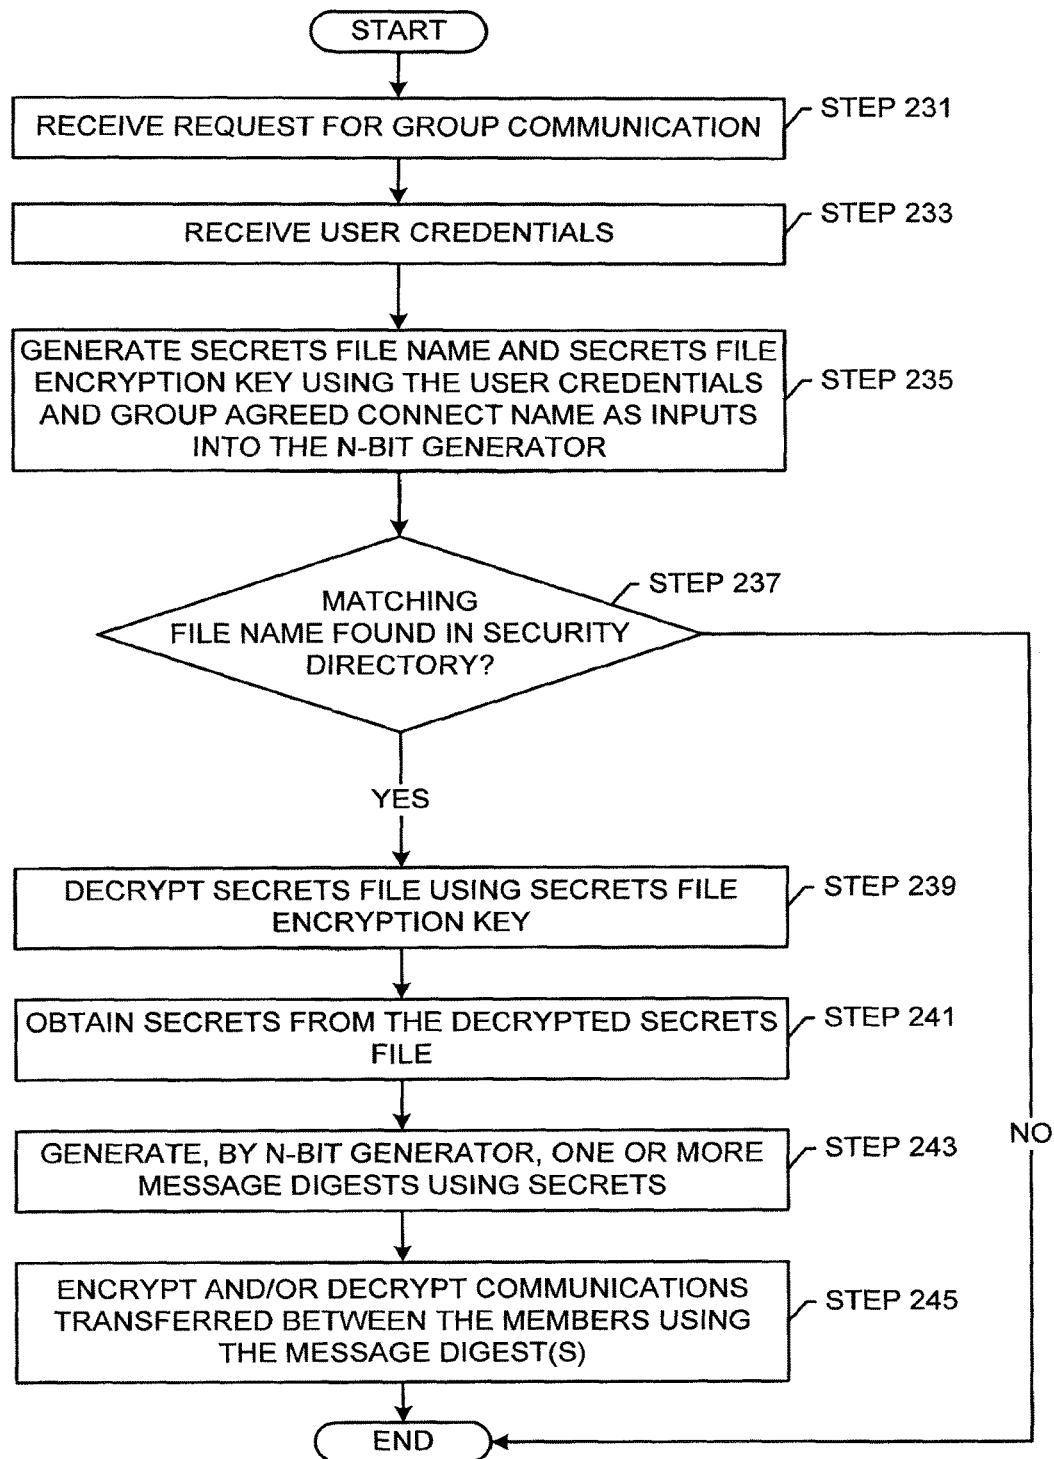 START
RECEIVE REQUEST FOR GROUP COMMUNICATION
STEP 231
RECEIVE USER CREDENTIALS
STEP 233
GENERATE SECRETS FILE NAME AND SECRETS FILE
ENCRYPTION KEY USING THE USER CREDENTIALS
AND GROUP AGREED CONNECT NAME AS INPUTS
INTO THE N-BIT GENERATOR
STEP 235
MATCHING
FILE NAME FOUND IN SECURITY
DIRECTORY?
STEP 237
YES
DECRYPT SECRETS FILE USING SECRETS FILE
ENCRYPTION KEY
STEP 239
OBTAIN SECRETS FROM THE DECRYPTED SECRETS
FILE
STEP 241
GENERATE, BY N-BIT GENERATOR, ONE OR MORE
MESSAGE DIGESTS USING SECRETS
STEP 243
NO
ENCRYPT AND/OR DECRYPT COMMUNICATIONS
TRANSFERRED BETWEEN THE MEMBERS USING
THE MESSAGE DIGEST(S)
STEP 245
END